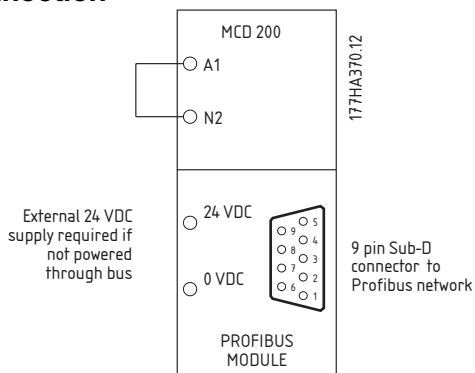 MCD 200
177HA370.12
A1
N2
External 24 VDC
supply required if
not powered
through bus
24 VDC
0 VDC
5
9
4
8
3
7
2
6
1
9 pin Sub-D
connector to
Profibus network
PROFIBUS
MODULE